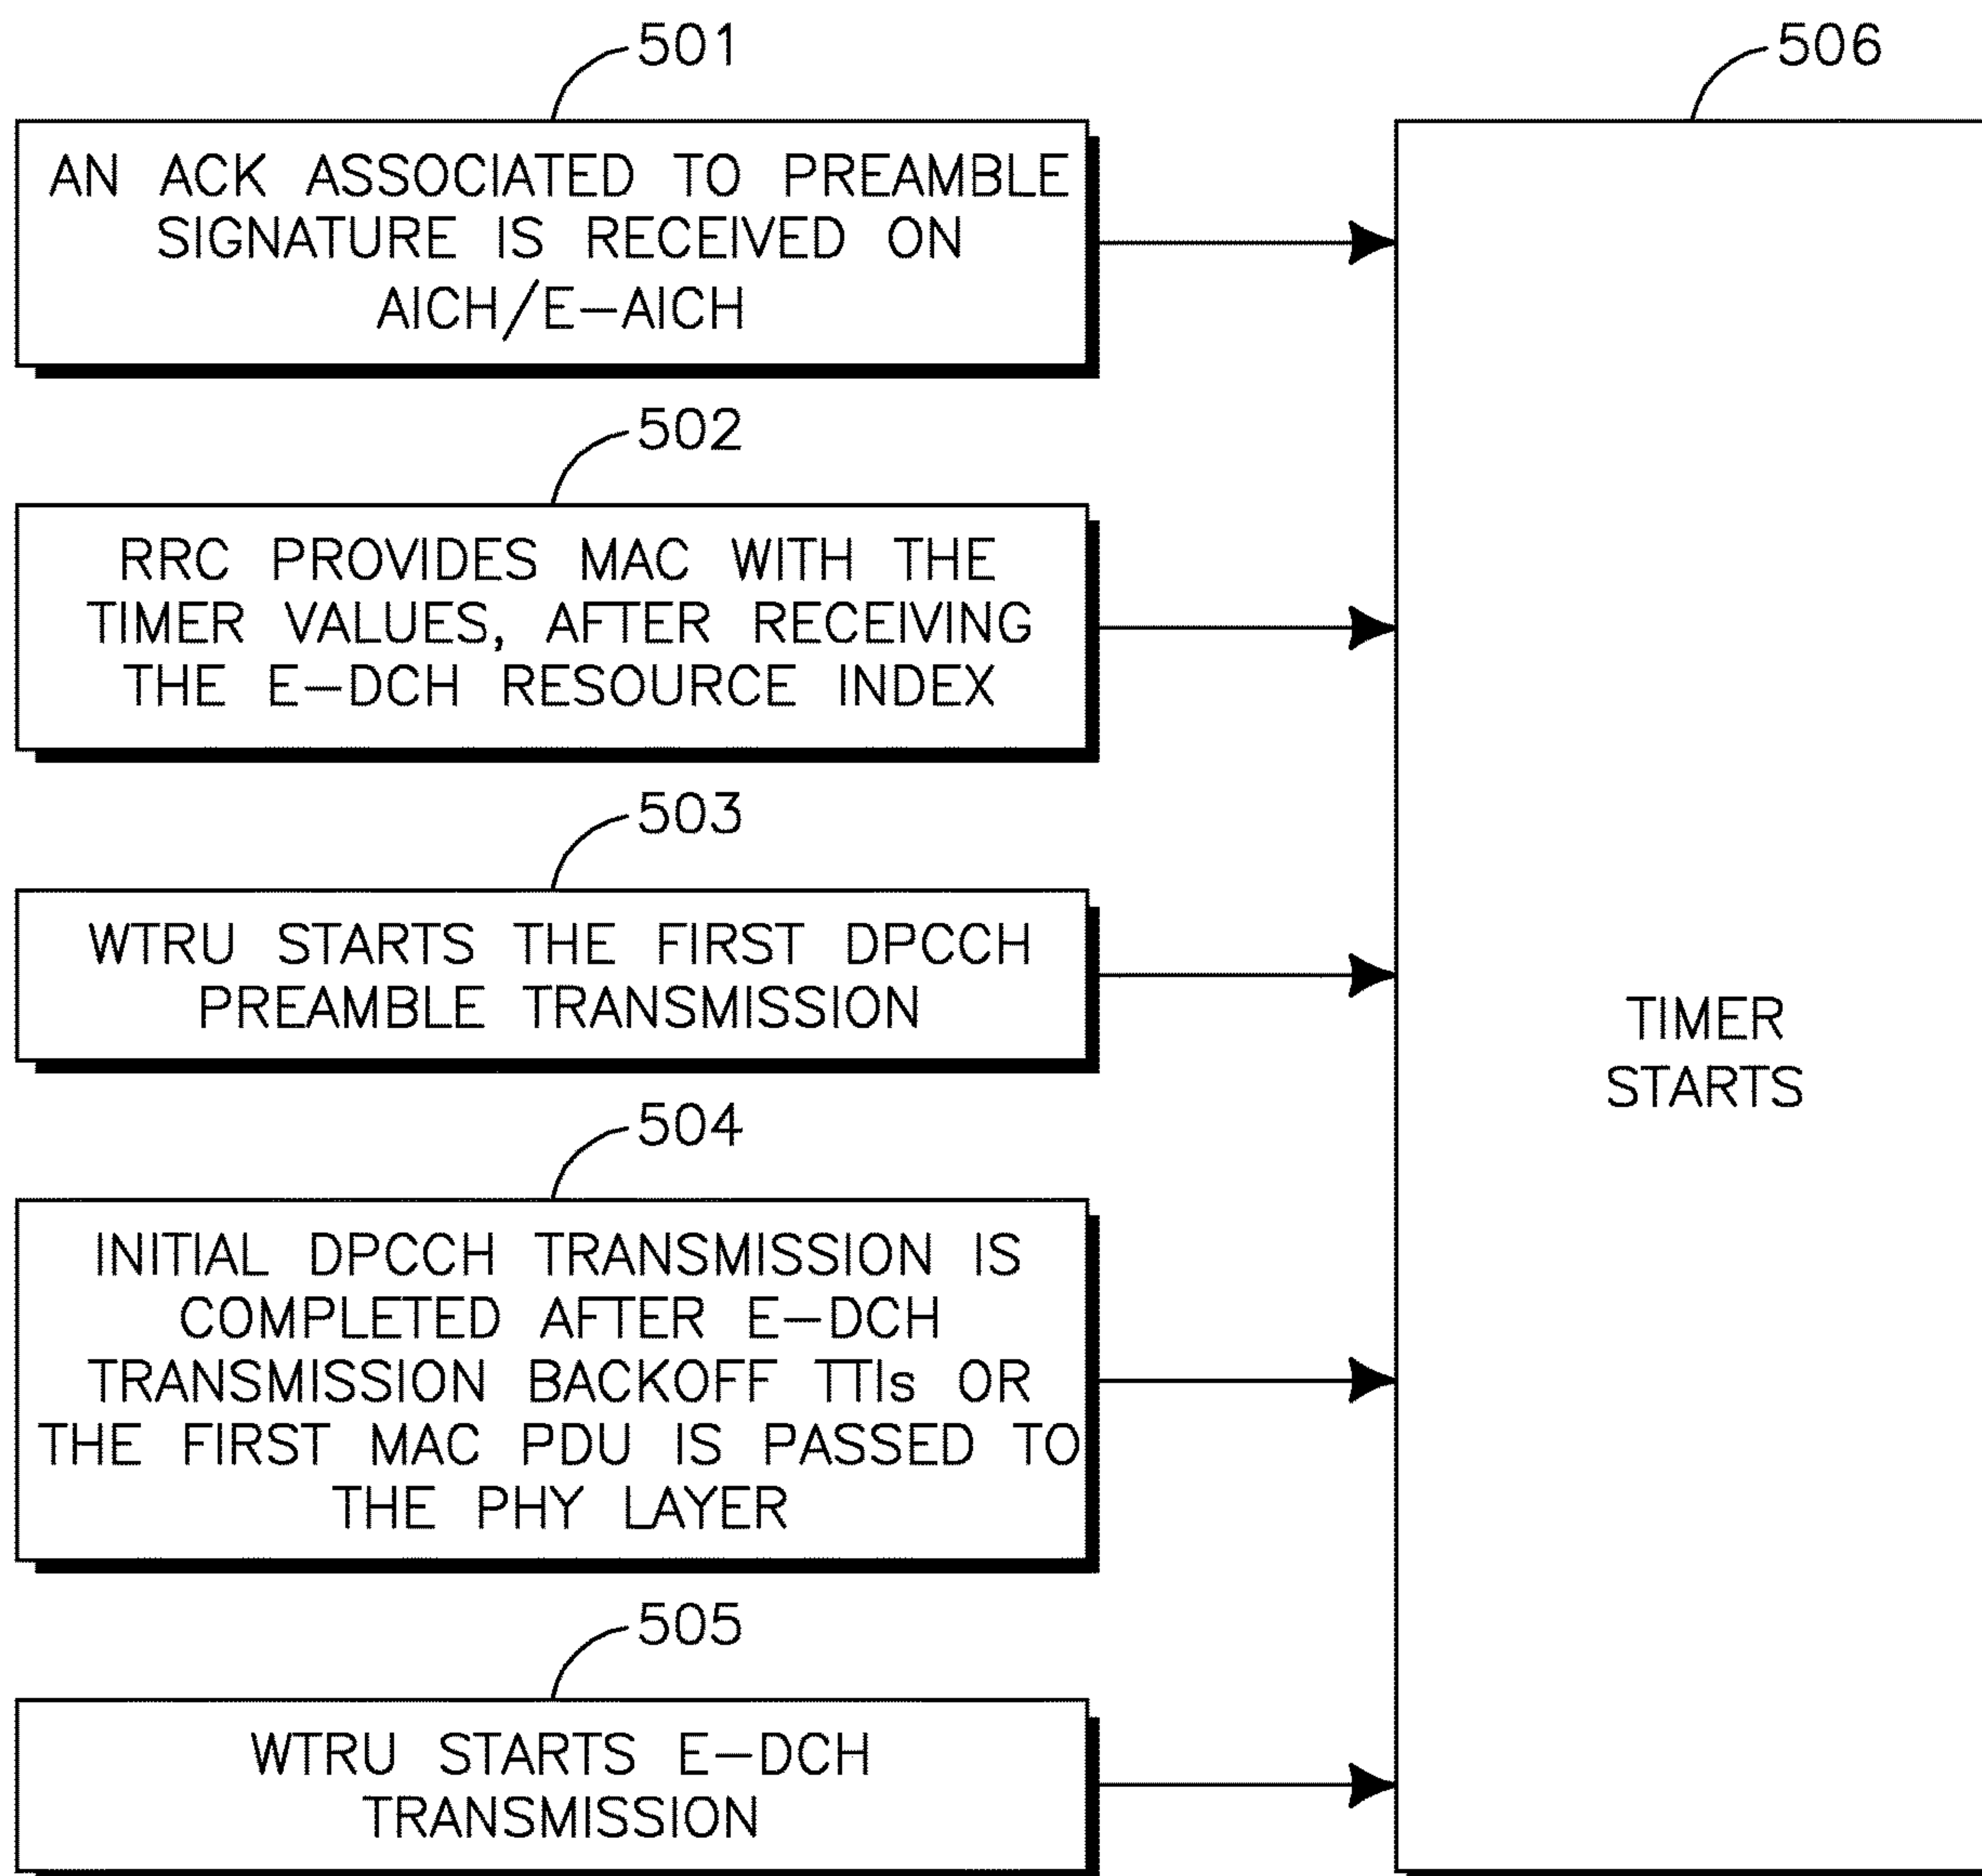 501
AN ACK ASSOCIATED TO PREAMBLE
SIGNATURE IS RECEIVED ON
AICH/E-AICH
502
RRC PROVIDES MAC WITH THE
TIMER VALUES, AFTER RECEIVING
THE E-DCH RESOURCE INDEX
503
WTRU STARTS THE FIRST DPCCH
PREAMBLE TRANSMISSION
504
INITIAL DPCCH TRANSMISSION IS
COMPLETED AFTER E-DCH
TRANSMISSION BACKOFF TTIs OR
THE FIRST MAC PDU IS PASSED TO
THE PHY LAYER
505
WTRU STARTS E-DCH
TRANSMISSION
506
TIMER
STARTS